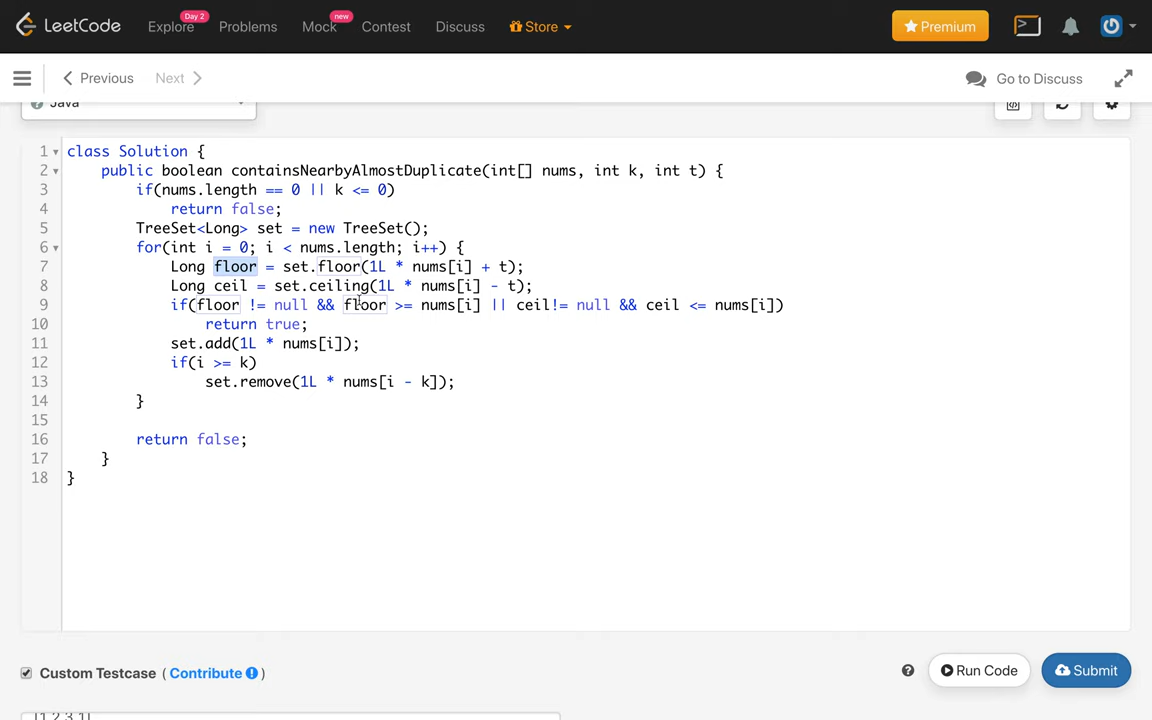 LeetCode Explore Day 2 Problems Mock new Contest Discuss Store Premium
Previous Next Go to Discuss
Java
1 class Solution {
2 public boolean containsNearbyAlmostDuplicate(int[] nums, int k, int t) {
3 if(nums.length == 0 || k <= 0)
4 return false;
5 TreeSet<Long> set = new TreeSet();
6 for(int i = 0; i < nums.length; i++) {
7 Long floor = set.floor(1L * nums[i] + t);
8 Long ceil = set.ceiling(1L * nums[i] - t);
9 if(floor != null && floor >= nums[i] || ceil!= null && ceil <= nums[i])
10 return true;
11 set.add(1L * nums[i]);
12 if(i >= k)
13 set.remove(1L * nums[i - k]);
14 }
15
16 return false;
17 }
18 }
Custom Testcase ( Contribute ! ) ? Run Code Submit
[1,2,3,1]